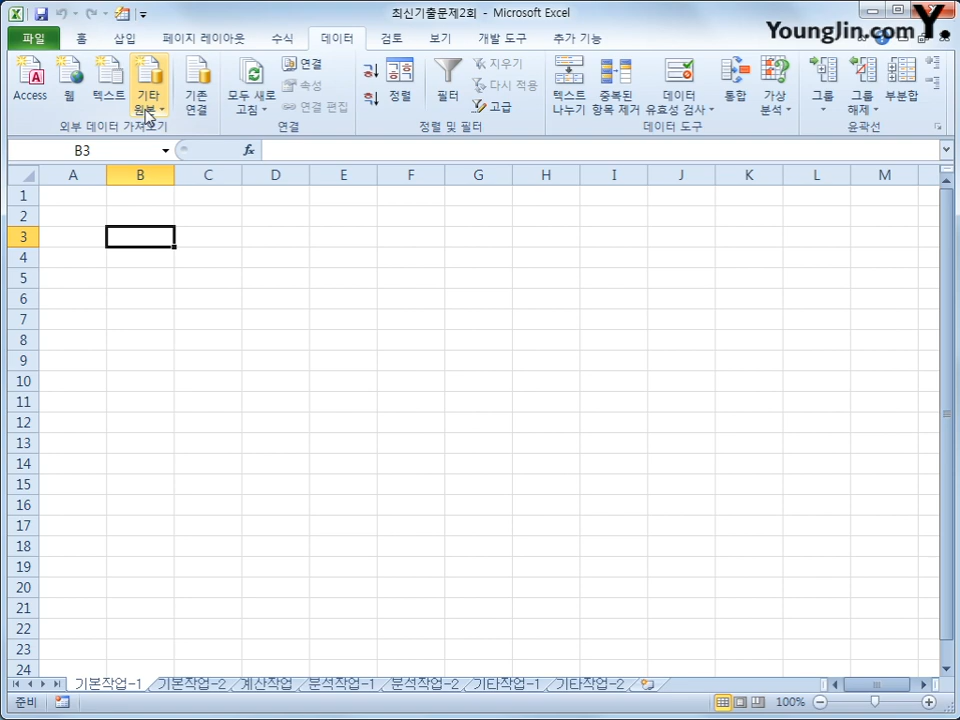 최신기출문제2회 - Microsoft Excel
Younglin.com Y.
파일 홈 삽입 페이지 레이아웃 수식 데이터 검토 보기 개발 도구 추가 기능
Access 웹 텍스트 기타 원본 기존 연결 모두 새로 고침 연결 속성 연결 편집 정렬 필터 지우기 다시 적용 고급 텍스트 나누기 중복된 항목 제거 데이터 유효성 검사 통합 가상 분석 그룹 그룹 해제 부분합
외부 데이터 가져오기 연결 정렬 및 필터 데이터 도구 윤곽선
B3 fx
A B C D E F G H I J K L M
1
2
3
4
5
6
7
8
9
10
11
12
13
14
15
16
17
18
19
20
21
22
23
24
기본작업-1 기본작업-2 계산작업 분석작업-1 분석작업-2 기타작업-1 기타작업-2
준비 100%